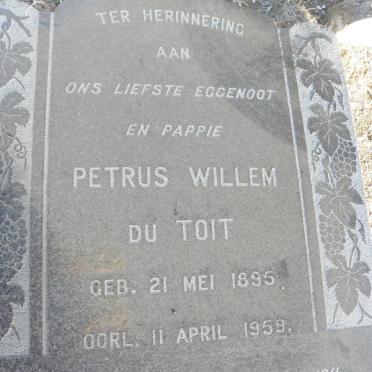 TER HERINNERING
AAN
ONS LIEFSTE EGGENOOT
EN PAPPIE
PETRUS WILLEM
DU TOIT
GEB. 21 MEI 1895.
OORL. 11 APRIL 1959.